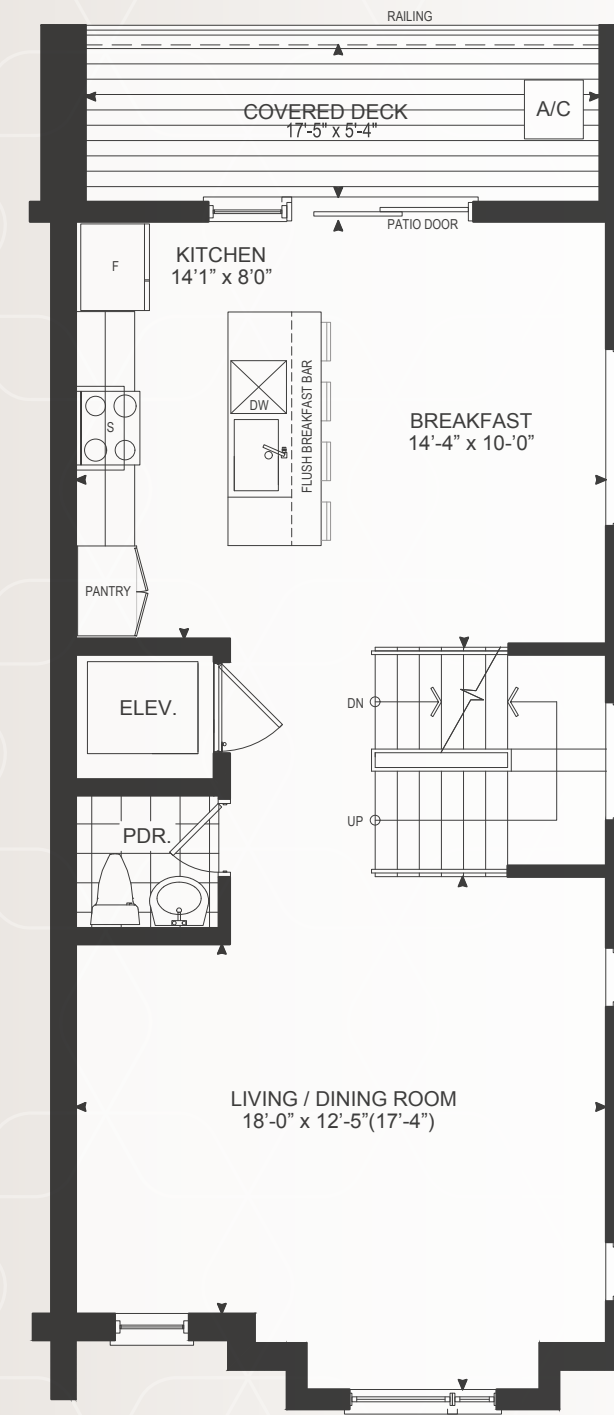 RAILING
COVERED DECK
17'-5" x 5'-4"
A/C
PATIO DOOR
KITCHEN
14'1" x 8'0"
F
S
DW
FLUSH BREAKFAST BAR
BREAKFAST
14'-4" x 10-'0"
PANTRY
ELEV.
DN
UP
PDR.
LIVING / DINING ROOM
18'-0" x 12'-5"(17'-4")